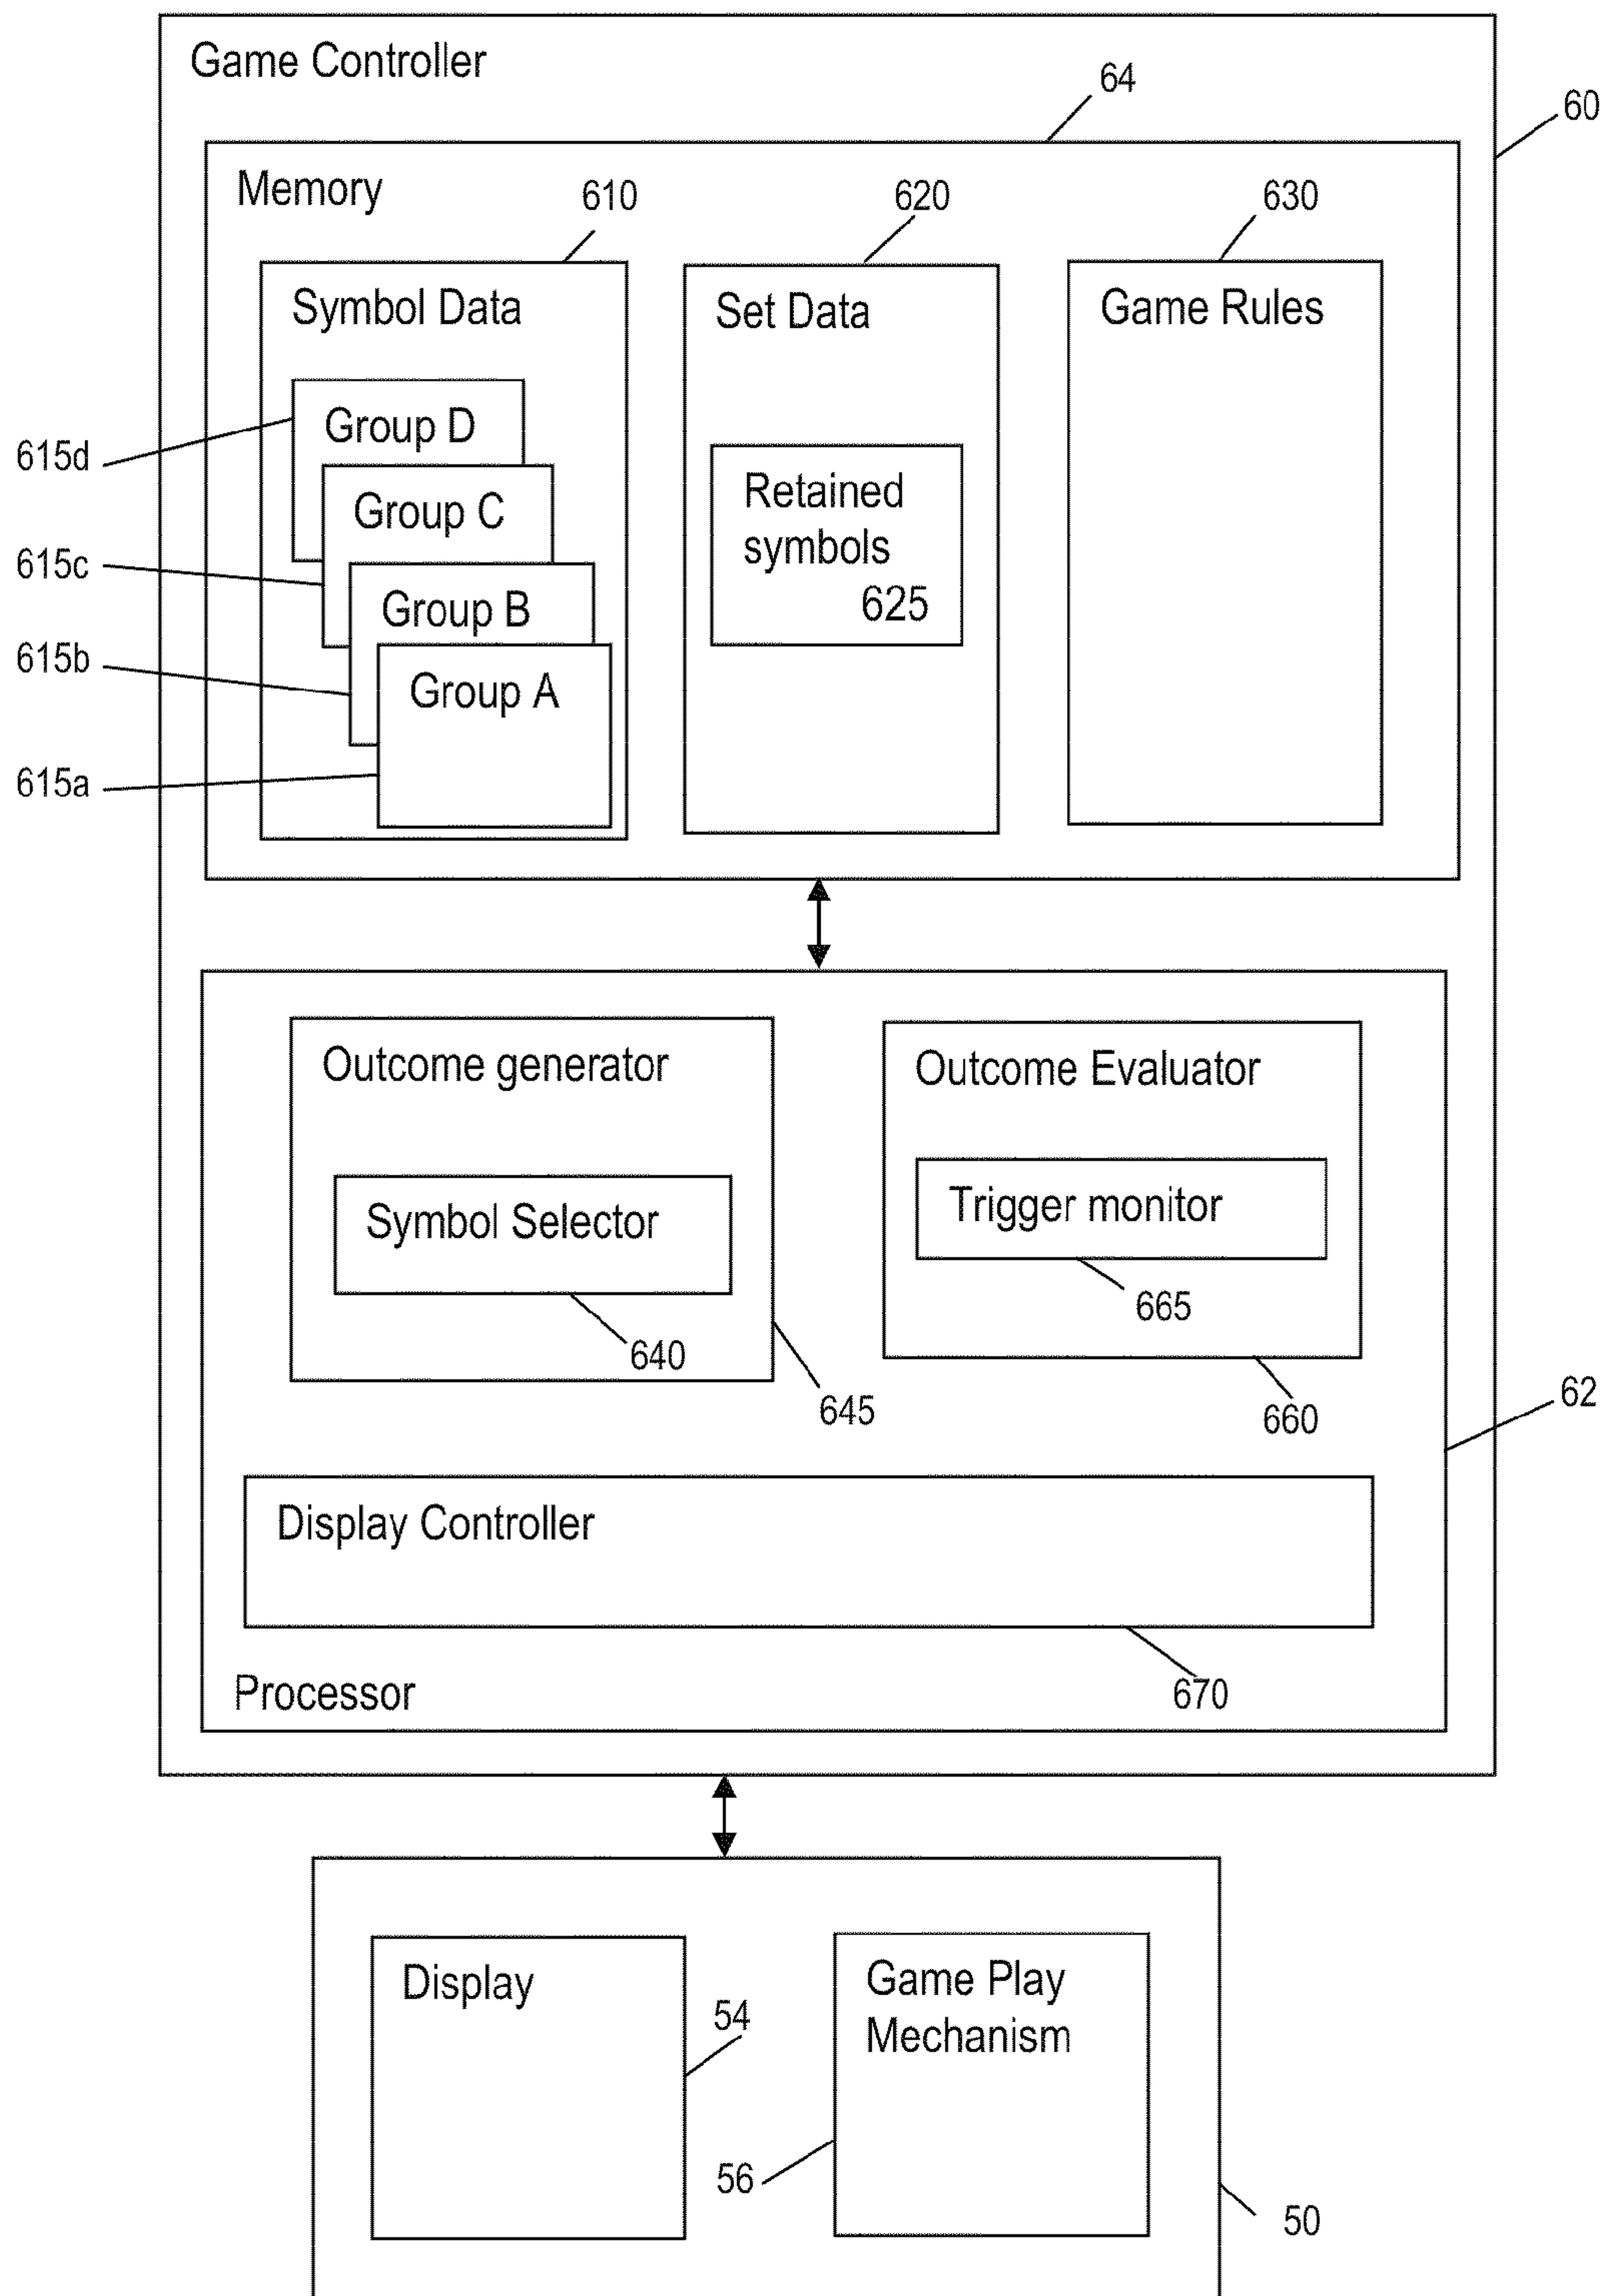 Game Controller
64
60
Memory
610
620
630
Symbol Data
Set Data
Game Rules
Group D
615d
Retained
symbols
625
Group C
615c
Group B
615b
Group A
615a
Outcome generator
Outcome Evaluator
Symbol Selector
Trigger monitor
665
640
645
660
62
Display Controller
670
Processor
Display
Game Play
Mechanism
54
56
50